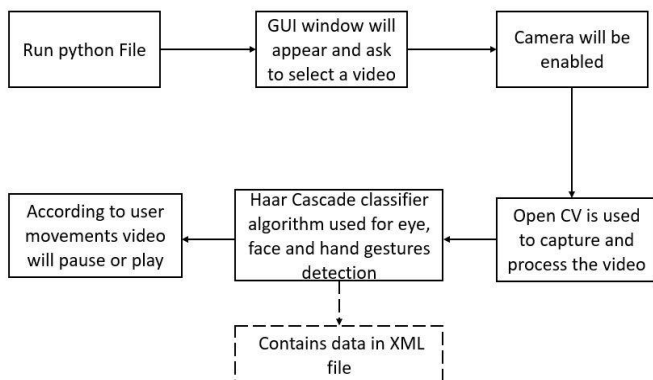 Run python File
GUI window will
appear and ask
to select a video
Camera will be
enabled
Open CV is used
to capture and
process the video
Haar Cascade classifier
algorithm used for eye,
face and hand gestures
detection
According to user
movements video
will pause or play
Contains data in XML
file